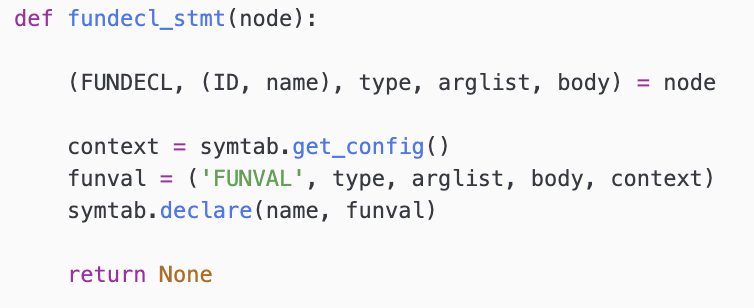 def fundecl_stmt(node):
(FUNDECL, (ID, name), type, arglist, body) = node
context = symtab.get_config()
funval = ('FUNVAL', type, arglist, body, context)
symtab.declare(name, funval)
return None